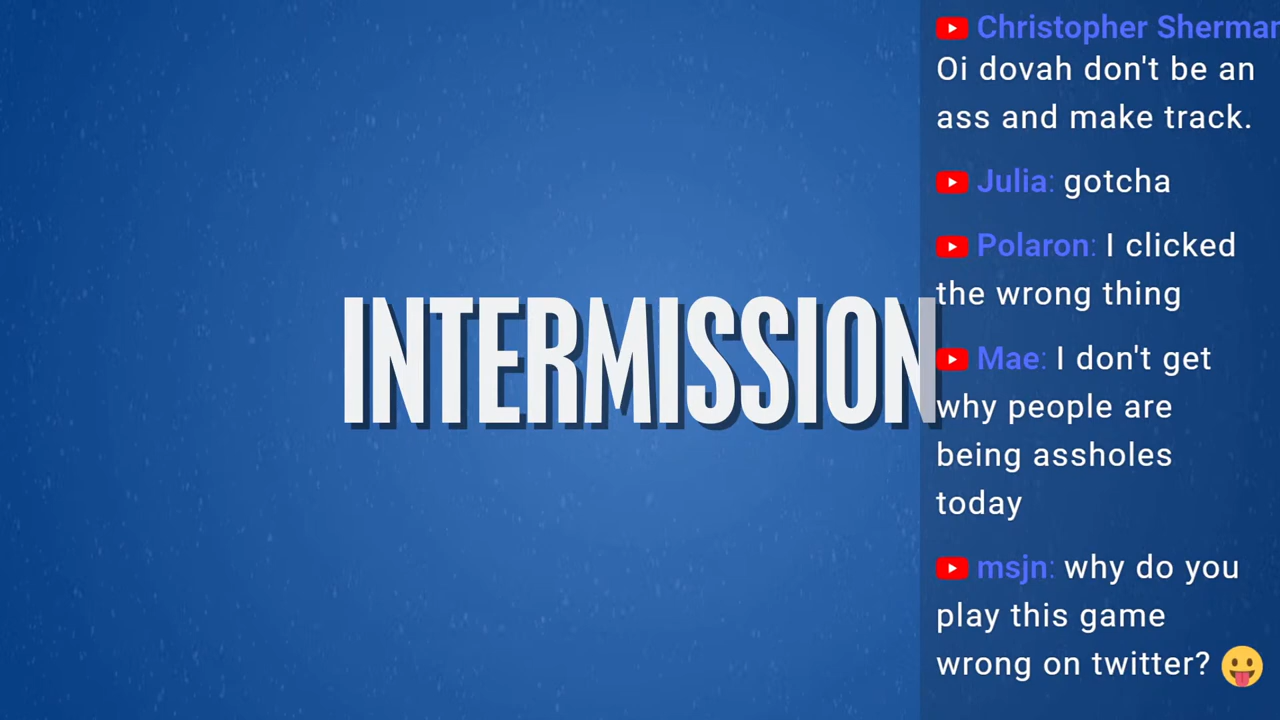 INTERMISSION
Christopher Sherman
Oi dovah don't be an
ass and make track.
Julia: gotcha
Polaron: I clicked
the wrong thing
Mae: I don't get
why people are
being assholes
today
msjn: why do you
play this game
wrong on twitter? 😛